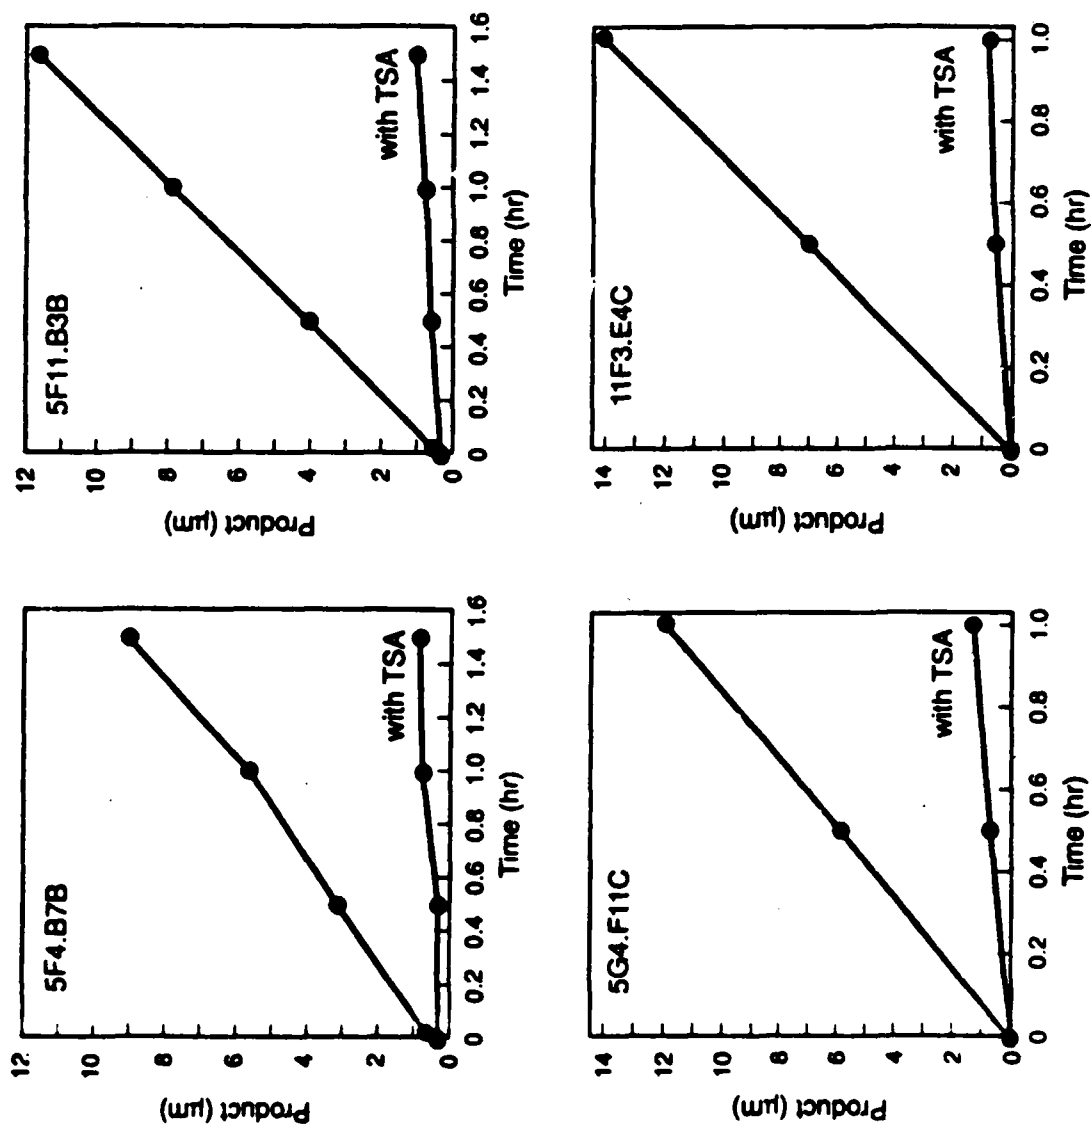 5F4.B7B
Product (µm)
12
10
8
6
4
2
0
with TSA
0 0.2 0.4 0.6 0.8 1.0 1.2 1.4 1.6
Time (hr)
5F11.B3B
Product (µm)
12
10
8
6
4
2
0
with TSA
0 0.2 0.4 0.6 0.8 1.0 1.2 1.4 1.6
Time (hr)
5G4.F11C
Product (µm)
14
12
10
8
6
4
2
0
with TSA
0 0.2 0.4 0.6 0.8 1.0
Time (hr)
11F3.E4C
Product (µm)
14
12
10
8
6
4
2
0
with TSA
0 0.2 0.4 0.6 0.8 1.0
Time (hr)